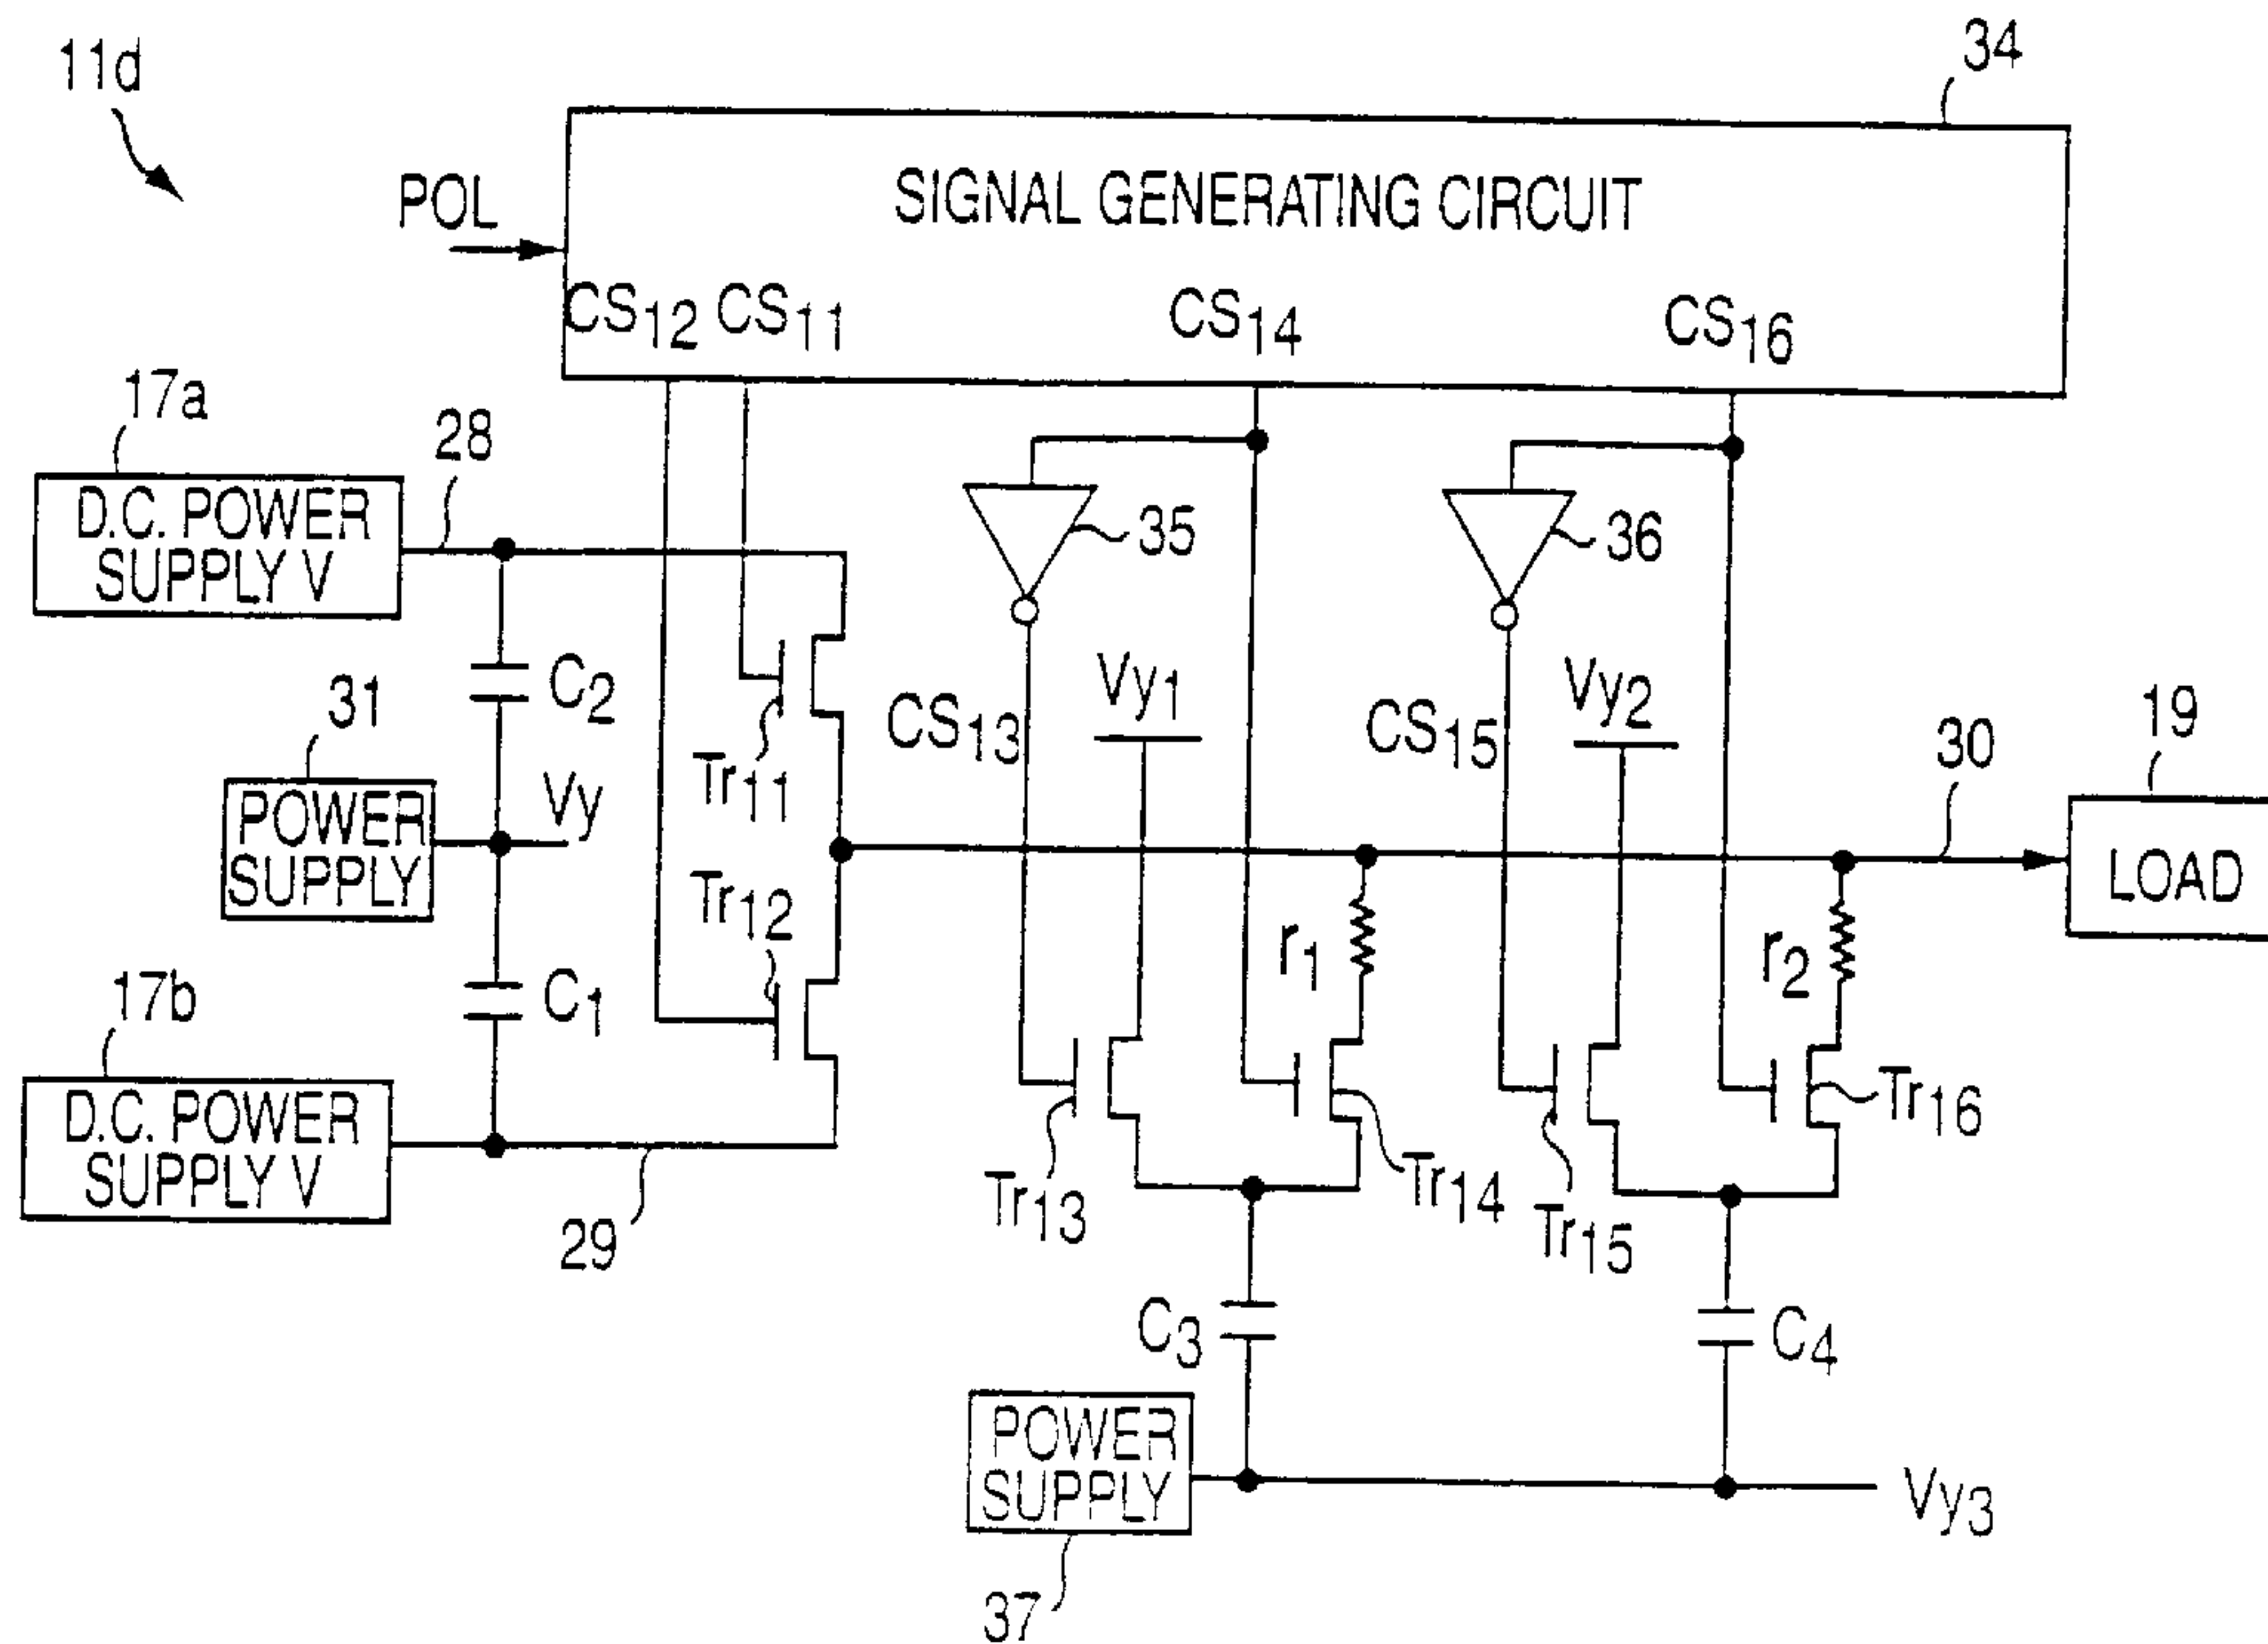 11d
34
POL
SIGNAL GENERATING CIRCUIT
CS12 CS11 CS14 CS16
17a
28
D.C. POWER
SUPPLY V
35
36
C2
31
CS13
Vy1
CS15
Vy2
19
30
Tr11
POWER
SUPPLY
Vy
Tr12
LOAD
r1
r2
17b
C1
D.C. POWER
SUPPLY V
Tr16
29
Tr13
Tr14
Tr15
C3
C4
POWER
SUPPLY
Vy3
37